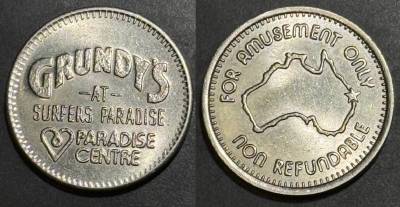 GRUNDY'S
-AT-
SURFERS PARADISE
PARADISE
CENTRE
FOR AMUSEMENT ONLY
NON REFUNDABLE